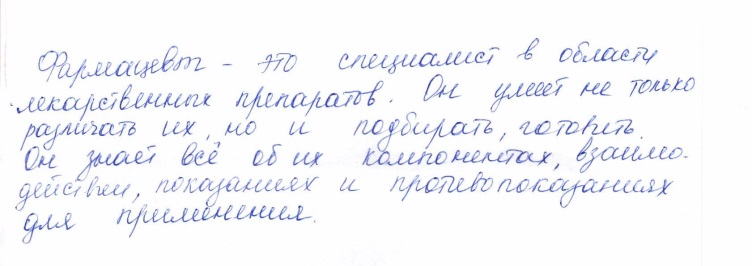 Фармацевт - это специалист в области
лекарственных препаратов. Он умеет не только
различать их, но и подбирать, готовить.
Он знает всё об их компонентах, взаимо-
действии, показаниях и противопоказаниях
для применения.